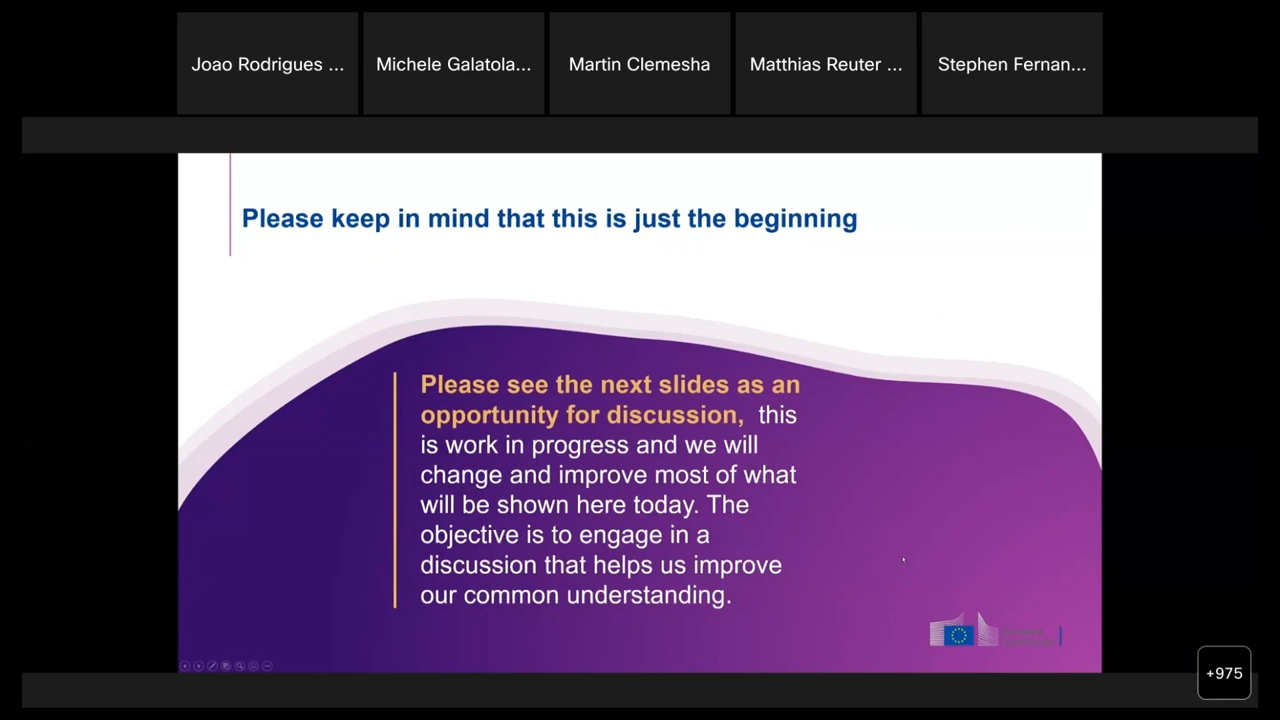 Joao Rodrigues ...
Michele Galatola...
Martin Clemesha
Matthias Reuter ...
Stephen Fernan...
Please keep in mind that this is just the beginning
Please see the next slides as an
opportunity for discussion, this
is work in progress and we will
change and improve most of what
will be shown here today. The
objective is to engage in a
discussion that helps us improve
our common understanding.
+975